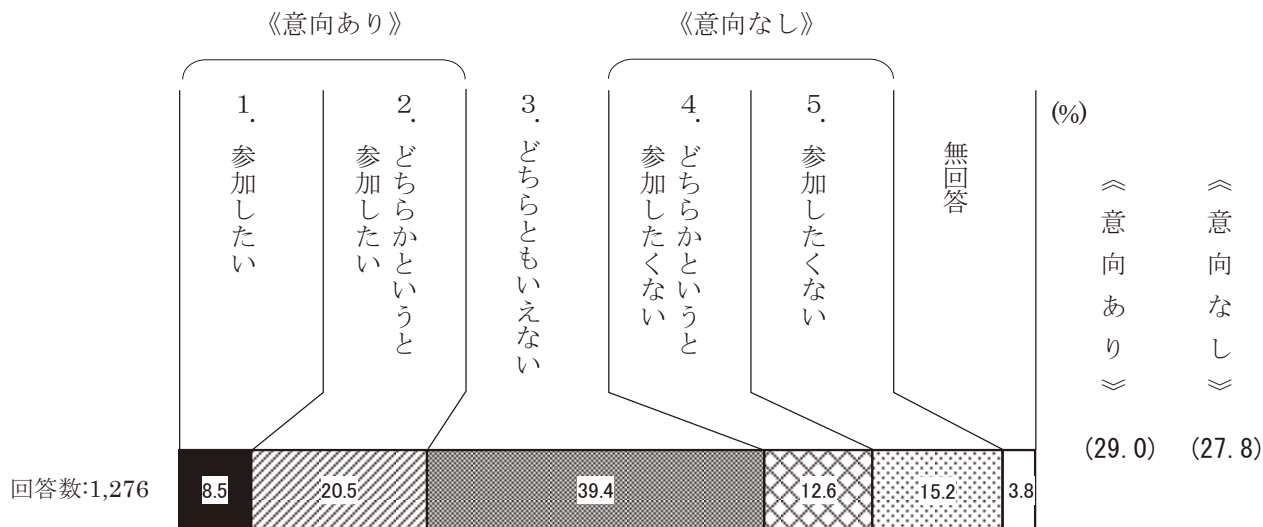 《意向あり》
《意向なし》
1.参加したい
2.どちらかというと
参加したい
3.どちらともいえない
4.どちらかというと
参加したくない
5.参加したくない
無回答
(%)
《意向あり》
《意向なし》
(29.0)
(27.8)
回答数:1,276
8.5
20.5
39.4
12.6
15.2
3.8